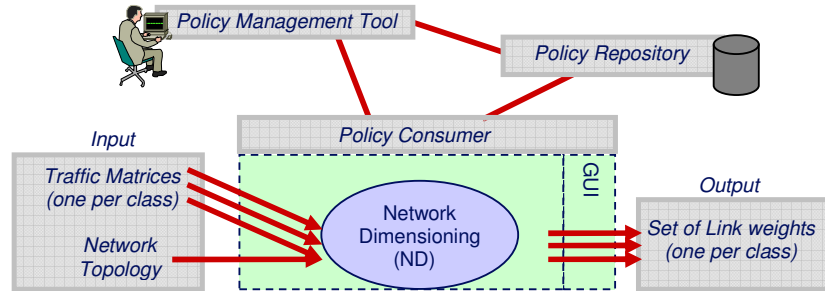 Policy Management Tool
Policy Repository
Policy Consumer
Input
Traffic Matrices
(one per class)
Network
Topology
Network
Dimensioning
(ND)
GUI
Output
Set of Link weights
(one per class)